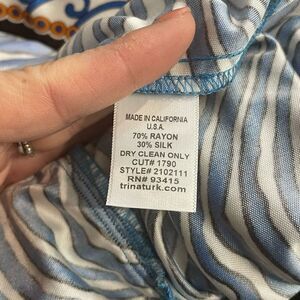 MADE IN CALIFORNIA
U.S.A.
70% RAYON
30% SILK
DRY CLEAN ONLY
CUT# 1790
STYLE# 2102111
RN# 93415
trinaturk.com